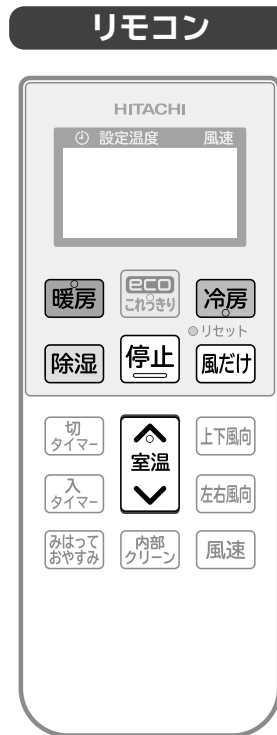 リモコン
HITACHI
設定温度 風速
暖房
eco
これっきり
冷房
リセット
除湿
停止
風だけ
切
タイマー
室温
上下風向
入
タイマー
左右風向
みはって
おやすみ
内部
クリーン
風速